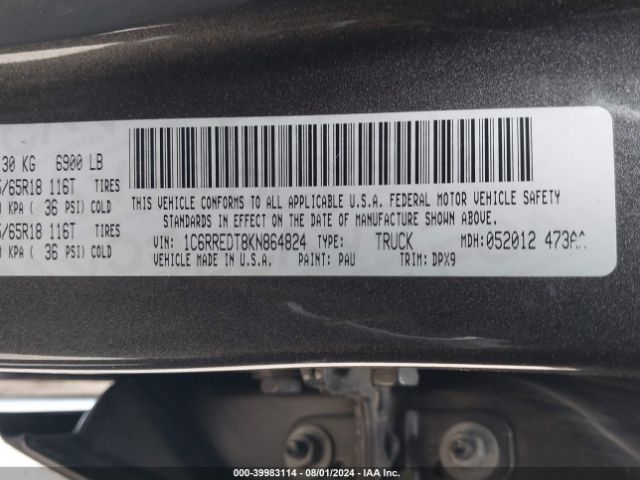 30 KG 6900 LB
/65R18 116T TIRES
KPA ( 36 PSI) COLD
/65R18 116T TIRES
KPA ( 36 PSI) COLD
THIS VEHICLE CONFORMS TO ALL APPLICABLE U.S.A. FEDERAL MOTOR VEHICLE SAFETY
STANDARDS IN EFFECT ON THE DATE OF MANUFACTURE SHOWN ABOVE.
VIN: 1C6RREDT8KN864824 TYPE: TRUCK MDH: 052012 473
VEHICLE MADE IN U.S.A. PAINT: PAU TRIM: DPX9
000-39983114 - 08/01/2024 - IAA Inc.